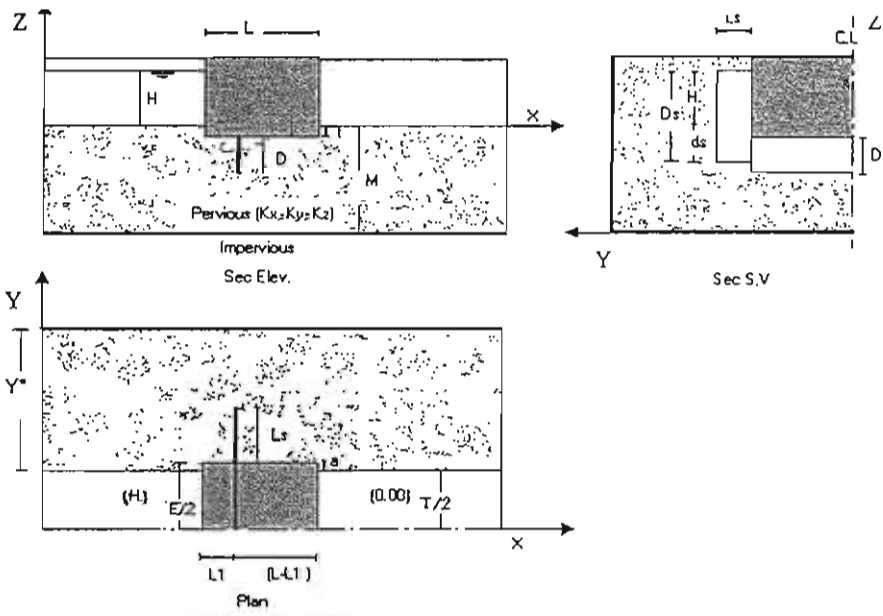 Z
L
H
X
D
M
Pervious (Kx=Ky=Kz)
Impervious
Sec Elev.
Ls
C.L
Z
H
Ds
ds
D
Y
Sec S.V
Y
Y*
Ls
a
(H.)
E/2
(0.00)
T/2
X
L1
(L-L1)
Plan